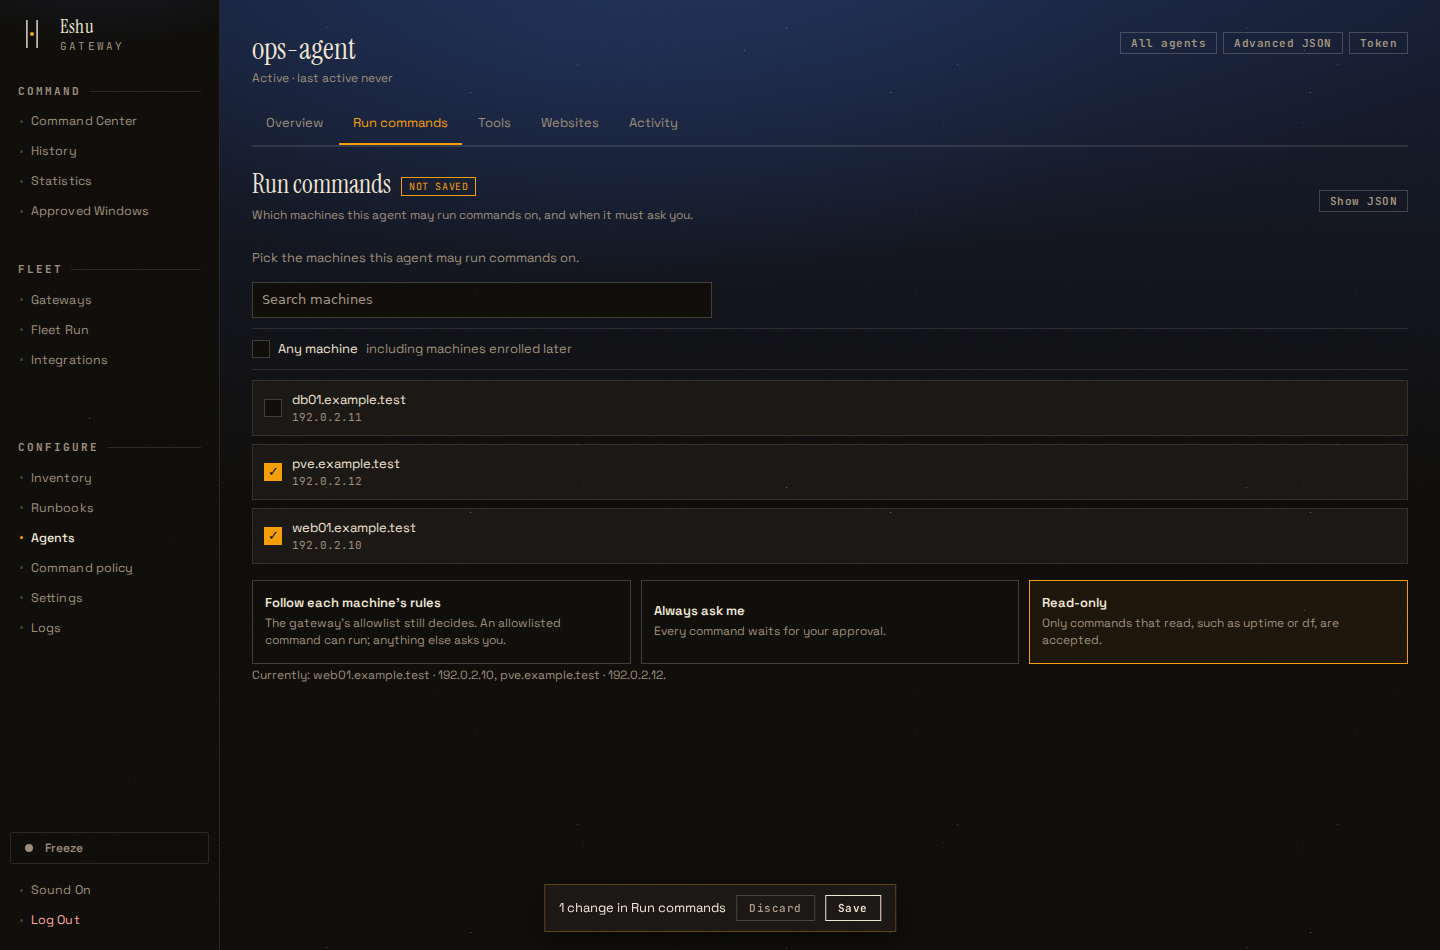 Eshu
GATEWAY
COMMAND
Command Center
History
Statistics
Approved Windows
FLEET
Gateways
Fleet Run
Integrations
CONFIGURE
Inventory
Runbooks
Agents
Command policy
Settings
Logs
Freeze
Sound On
Log Out
ops-agent
Active · last active never
All agents
Advanced JSON
Token
Overview
Run commands
Tools
Websites
Activity
Run commands
NOT SAVED
Which machines this agent may run commands on, and when it must ask you.
Show JSON
Pick the machines this agent may run commands on.
Search machines
Any machine including machines enrolled later
db01.example.test
192.0.2.11
✓
pve.example.test
192.0.2.12
✓
web01.example.test
192.0.2.10
Follow each machine's rules
The gateway's allowlist still decides. An allowlisted
command can run; anything else asks you.
Always ask me
Every command waits for your approval.
Read-only
Only commands that read, such as uptime or df, are
accepted.
Currently: web01.example.test · 192.0.2.10, pve.example.test · 192.0.2.12.
1 change in Run commands
Discard
Save